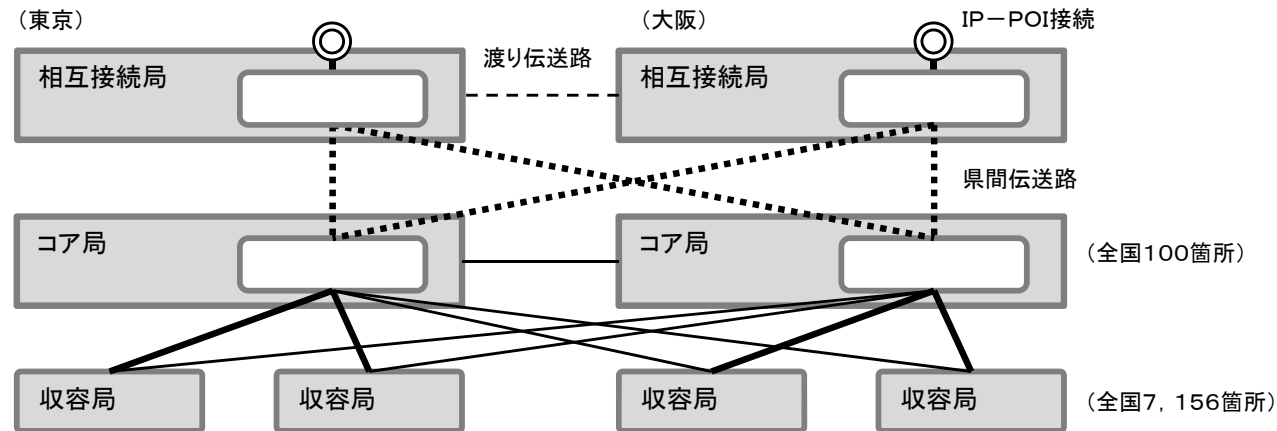 (東京)
(大阪)
IP-POI接続
相互接続局
渡り伝送路
相互接続局
県間伝送路
コア局
コア局
(全国100箇所)
収容局
収容局
収容局
収容局
(全国7,156箇所)